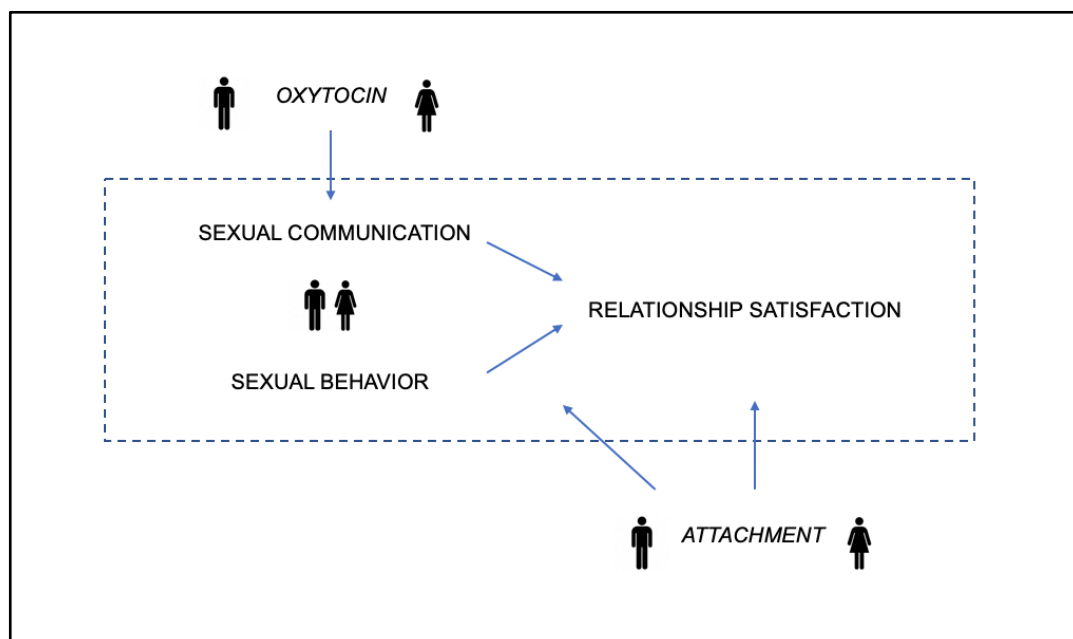 OXYTOCIN
SEXUAL COMMUNICATION
RELATIONSHIP SATISFACTION
SEXUAL BEHAVIOR
ATTACHMENT